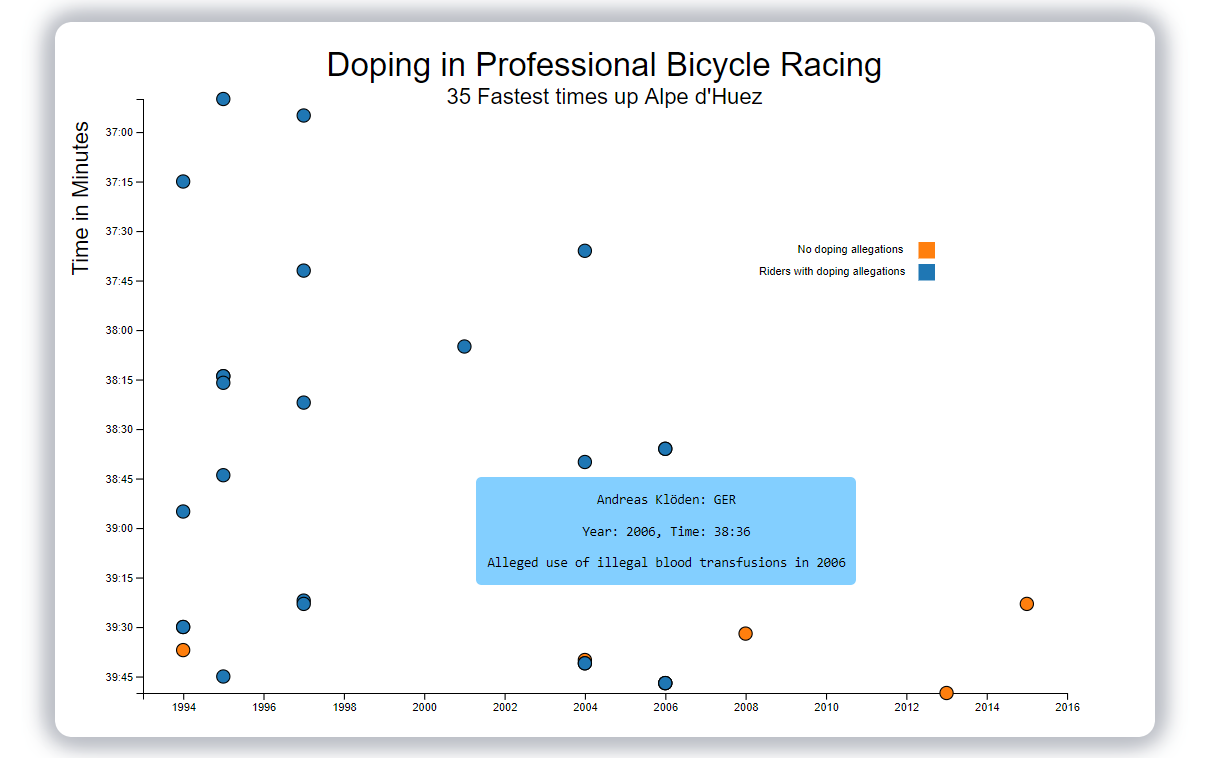 Doping in Professional Bicycle Racing
35 Fastest times up Alpe d'Huez
Time in Minutes
37:00
37:15
37:30
37:45
38:00
38:15
38:30
38:45
39:00
39:15
39:30
39:45
No doping allegations
Riders with doping allegations
Andreas Klöden: GER
Year: 2006, Time: 38:36
Alleged use of illegal blood transfusions in 2006
1994 1996 1998 2000 2002 2004 2006 2008 2010 2012 2014 2016